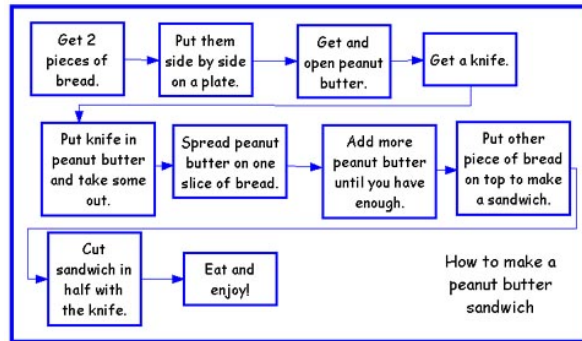 Get 2
pieces of
bread.
Put them
side by side
on a plate.
Get and
open peanut
butter.
Get a knife.
Put knife in
peanut butter
and take some
out.
Spread peanut
butter on one
slice of bread.
Add more
peanut butter
until you have
enough.
Put other
piece of bread
on top to make
a sandwich.
Cut
sandwich in
half with
the knife.
Eat and
enjoy!
How to make a
peanut butter
sandwich